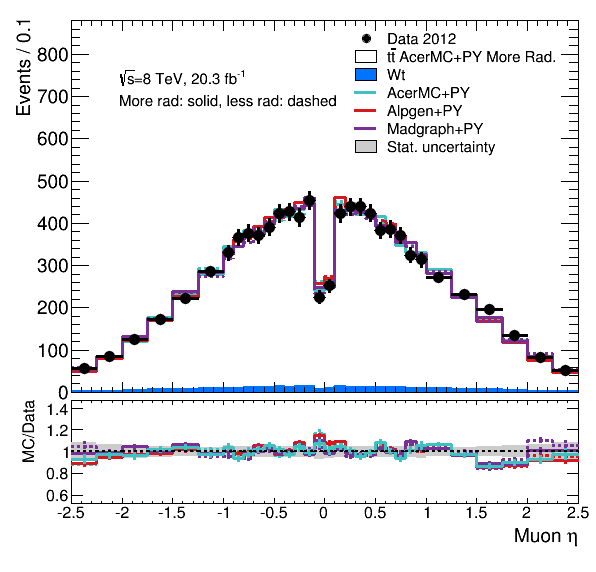 Events / 0.1
800
700
600
500
400
300
200
100
0
√s=8 TeV, 20.3 fb⁻¹
More rad: solid, less rad: dashed
Data 2012
tt̅ AcerMC+PY More Rad.
Wt
AcerMC+PY
Alpgen+PY
Madgraph+PY
Stat. uncertainty
MC/Data
1.4
1.2
1
0.8
0.6
-2.5 -2 -1.5 -1 -0.5 0 0.5 1 1.5 2 2.5
Muon η